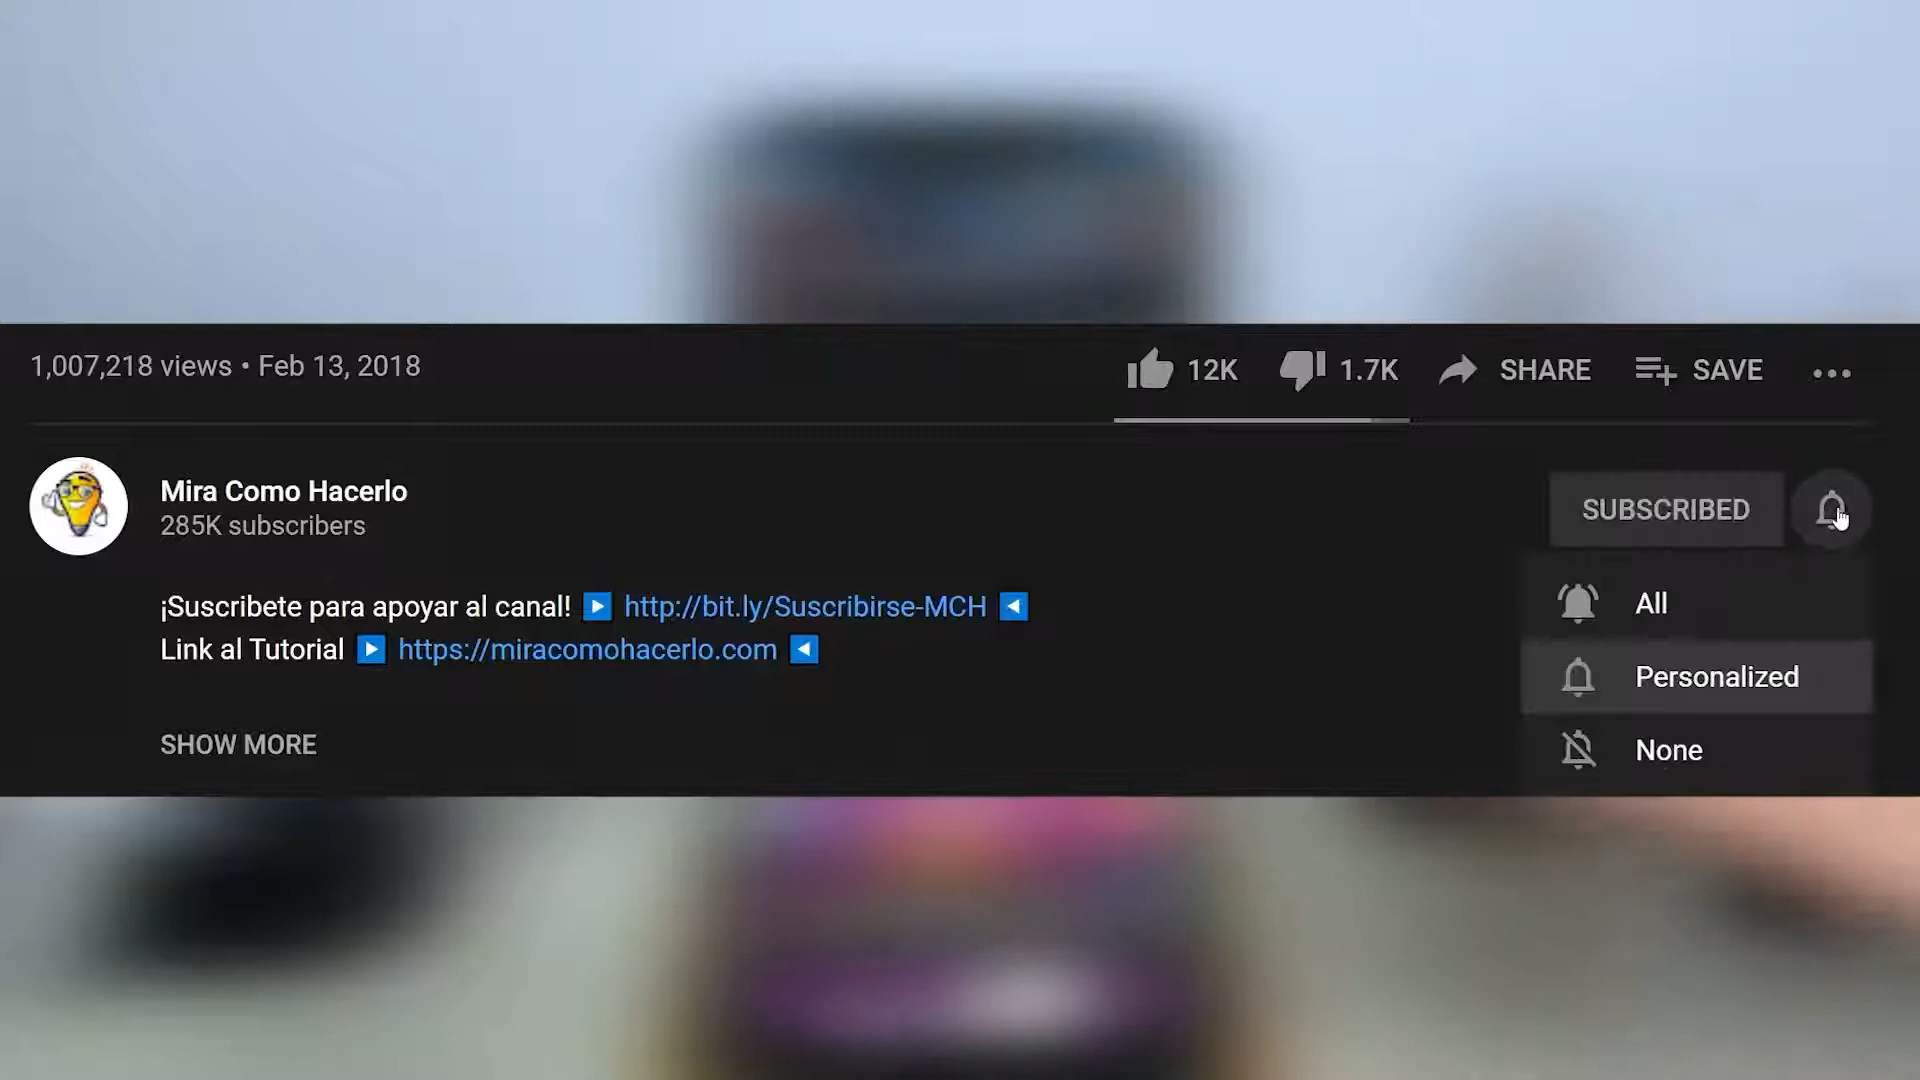 1,007,218 views • Feb 13, 2018
12K
1.7K
SHARE
SAVE
Mira Como Hacerlo
285K subscribers
SUBSCRIBED
¡Suscribete para apoyar al canal! ▶ http://bit.ly/Suscribirse-MCH ◀
Link al Tutorial ▶ https://miracomohacerlo.com ◀
SHOW MORE
All
Personalized
None